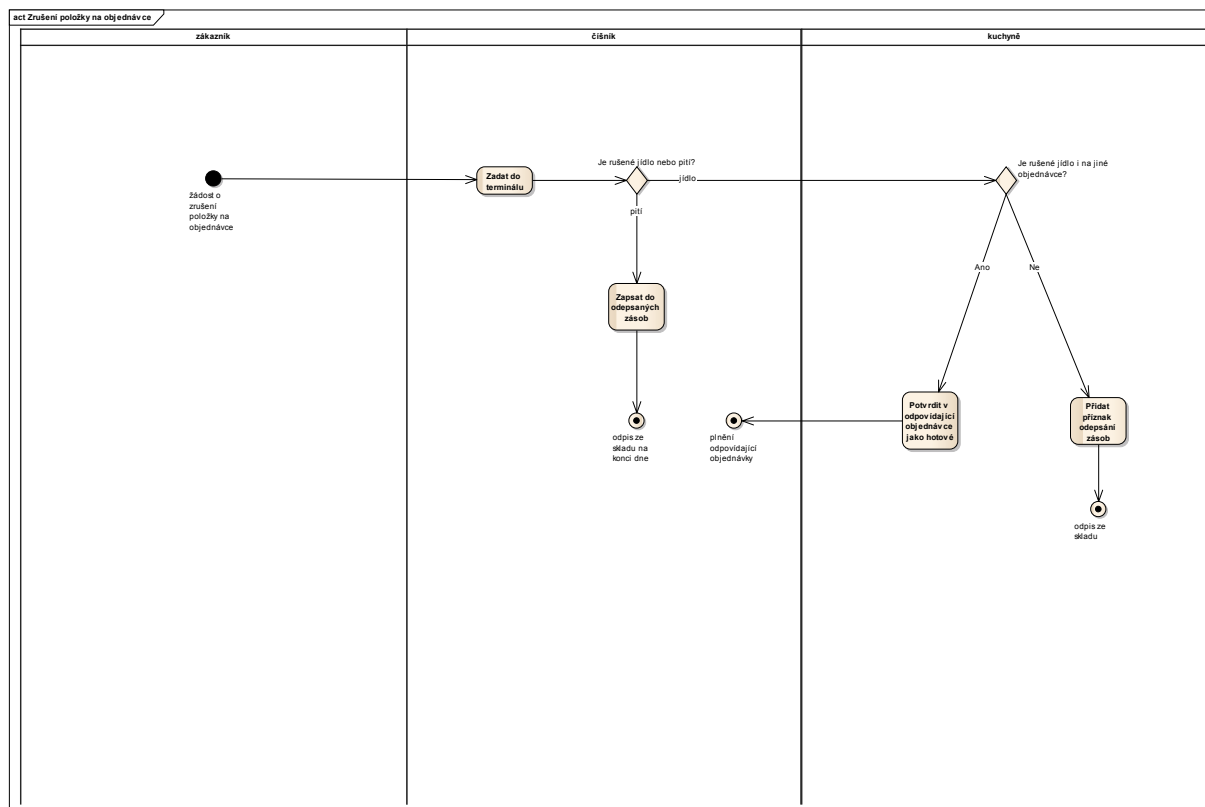 act Zrušení položky na objednávce
zákazník
číšník
kuchyně
žádost o
zrušení
položky na
objednávce
Zadat do
terminálu
Je rušené jídlo nebo pití?
jídlo
pití
Zapsat do
odepsaných
zásob
odpis ze
skladu na
konci dne
Je rušené jídlo i na jiné
objednávce?
Ano
Ne
Potvrdit v
odpovídající
objednávce
jako hotové
plnění
odpovídající
objednávky
Přidat
příznak
odepsání
zásob
odpis ze
skladu